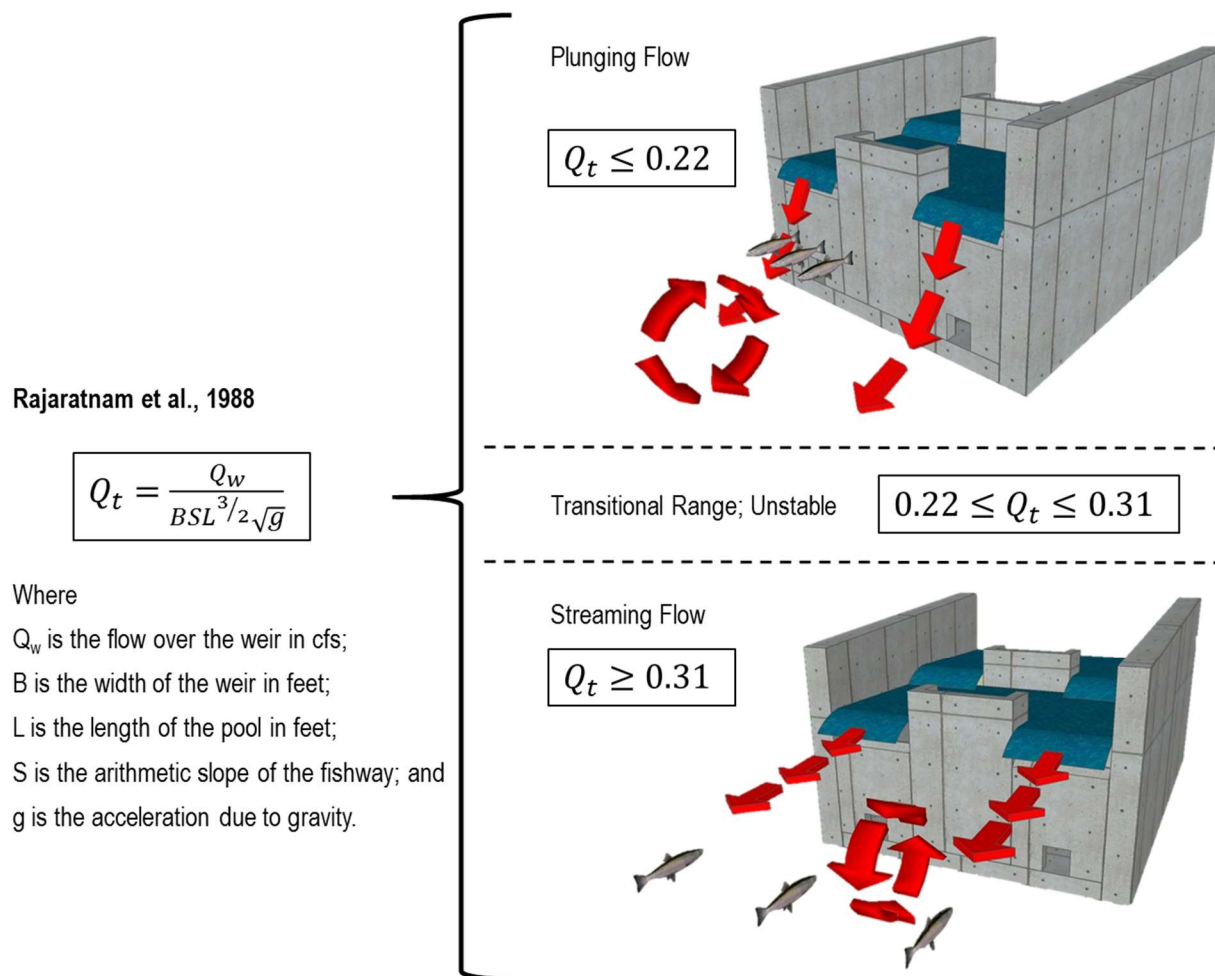 Plunging Flow
Q_t ≤ 0.22
Rajaratnam et al., 1988
Q_t = Q_w / BSL^3/2 √g
Where
Q_w is the flow over the weir in cfs;
B is the width of the weir in feet;
L is the length of the pool in feet;
S is the arithmetic slope of the fishway; and
g is the acceleration due to gravity.
Transitional Range; Unstable 0.22 ≤ Q_t ≤ 0.31
Streaming Flow
Q_t ≥ 0.31